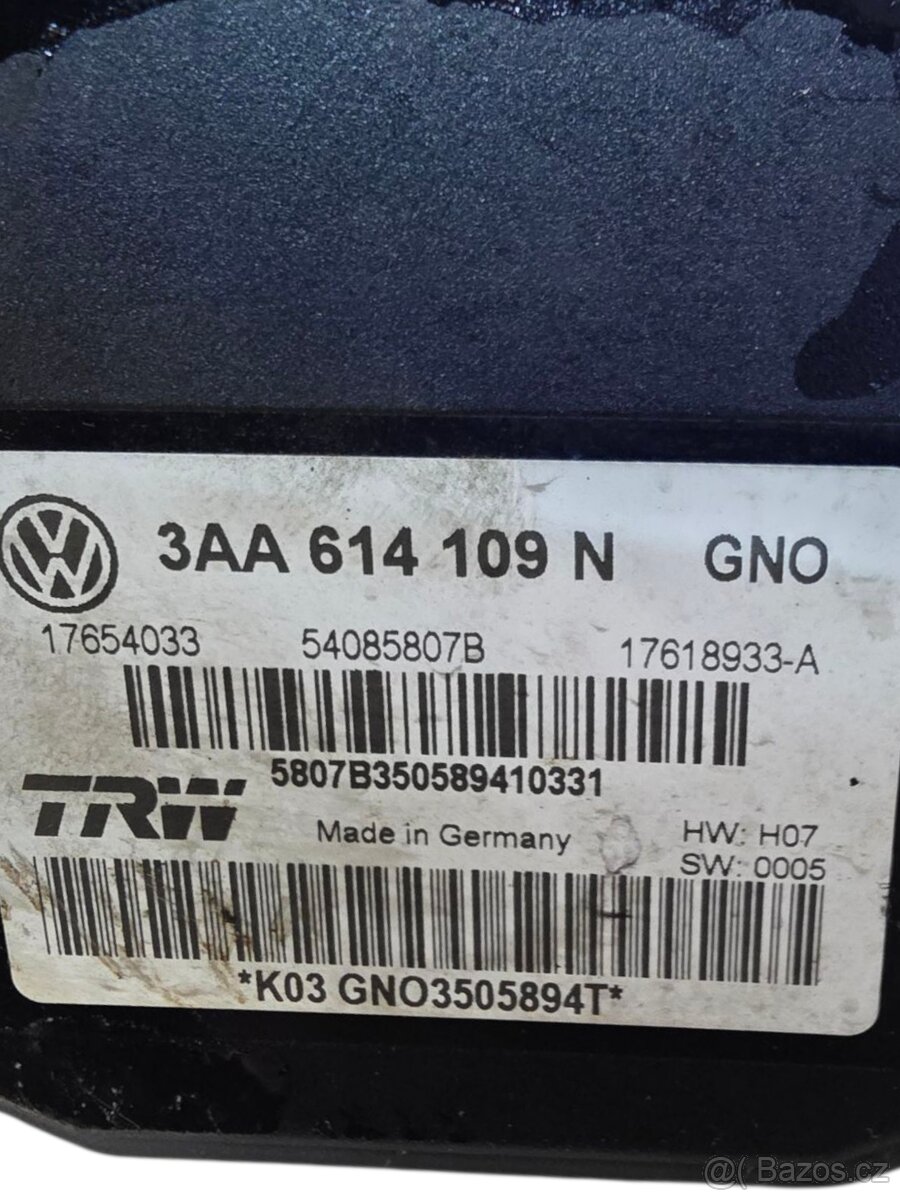 3AA 614 109 N GNO
17654033 54085807B 17618933-A
5807B350589410331
TRW Made in Germany HW: H07
SW: 0005
*K03 GNO3505894T*
@( Bazos.cz